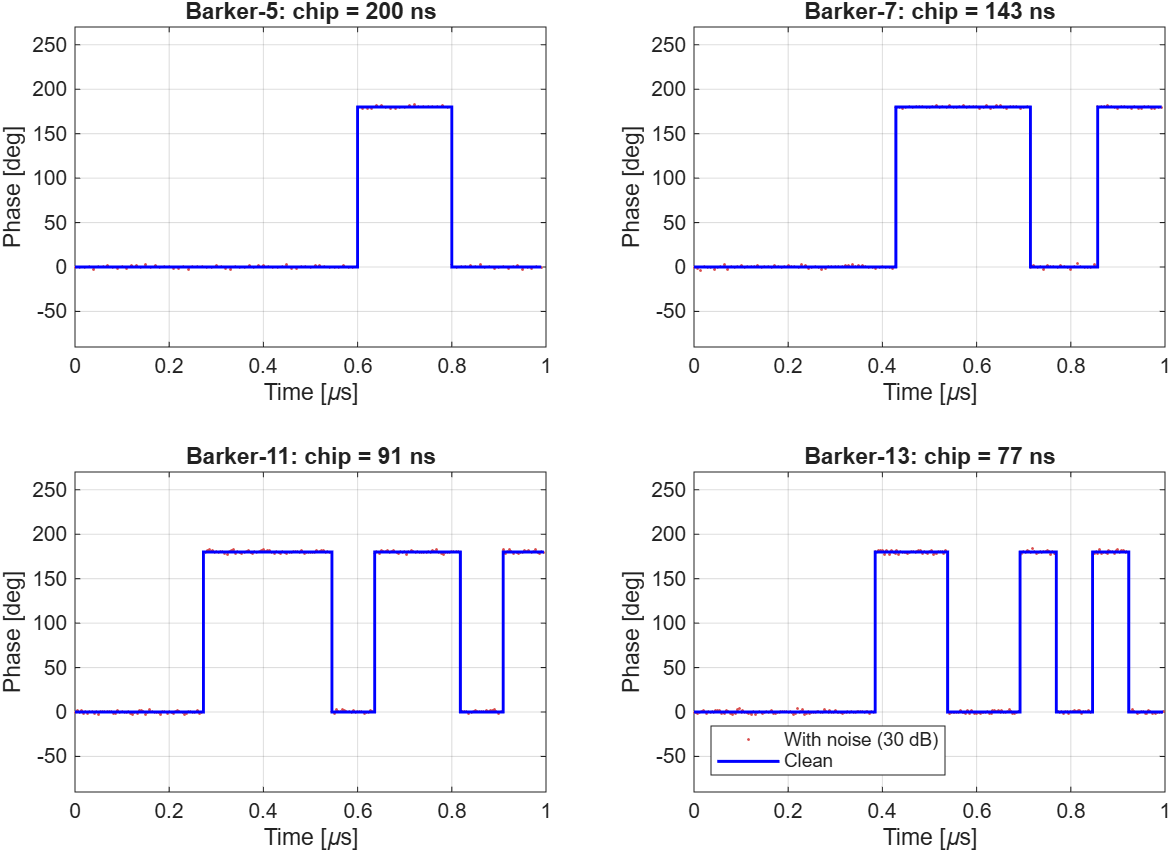 Barker-5: chip = 200 ns
Phase [deg]
250
200
150
100
50
0
-50
0 0.2 0.4 0.6 0.8 1
Time [µs]
Barker-7: chip = 143 ns
Phase [deg]
250
200
150
100
50
0
-50
0 0.2 0.4 0.6 0.8 1
Time [µs]
Barker-11: chip = 91 ns
Phase [deg]
250
200
150
100
50
0
-50
0 0.2 0.4 0.6 0.8 1
Time [µs]
Barker-13: chip = 77 ns
Phase [deg]
250
200
150
100
50
0
-50
With noise (30 dB)
Clean
0 0.2 0.4 0.6 0.8 1
Time [µs]